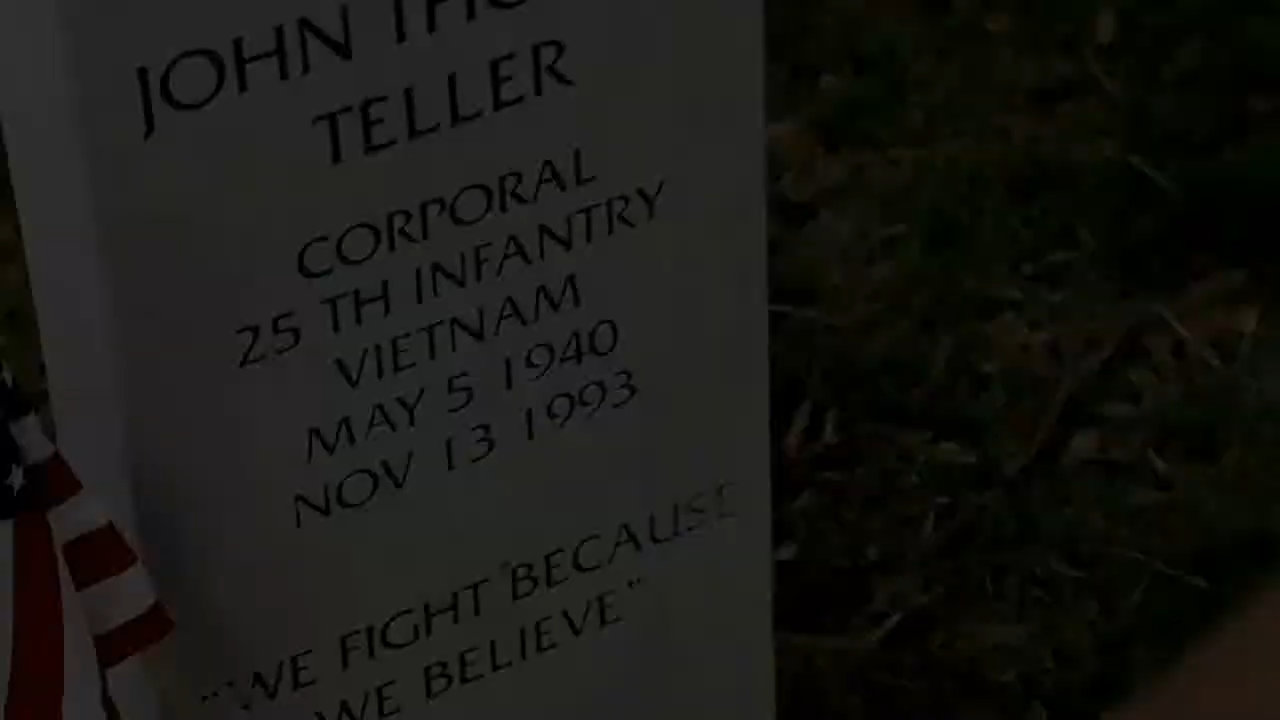 JOHN
TELLER
CORPORAL
25 TH INFANTRY
VIETNAM
MAY 5 1940
NOV 13 1993
"WE FIGHT BECAUSE
WE BELIEVE"